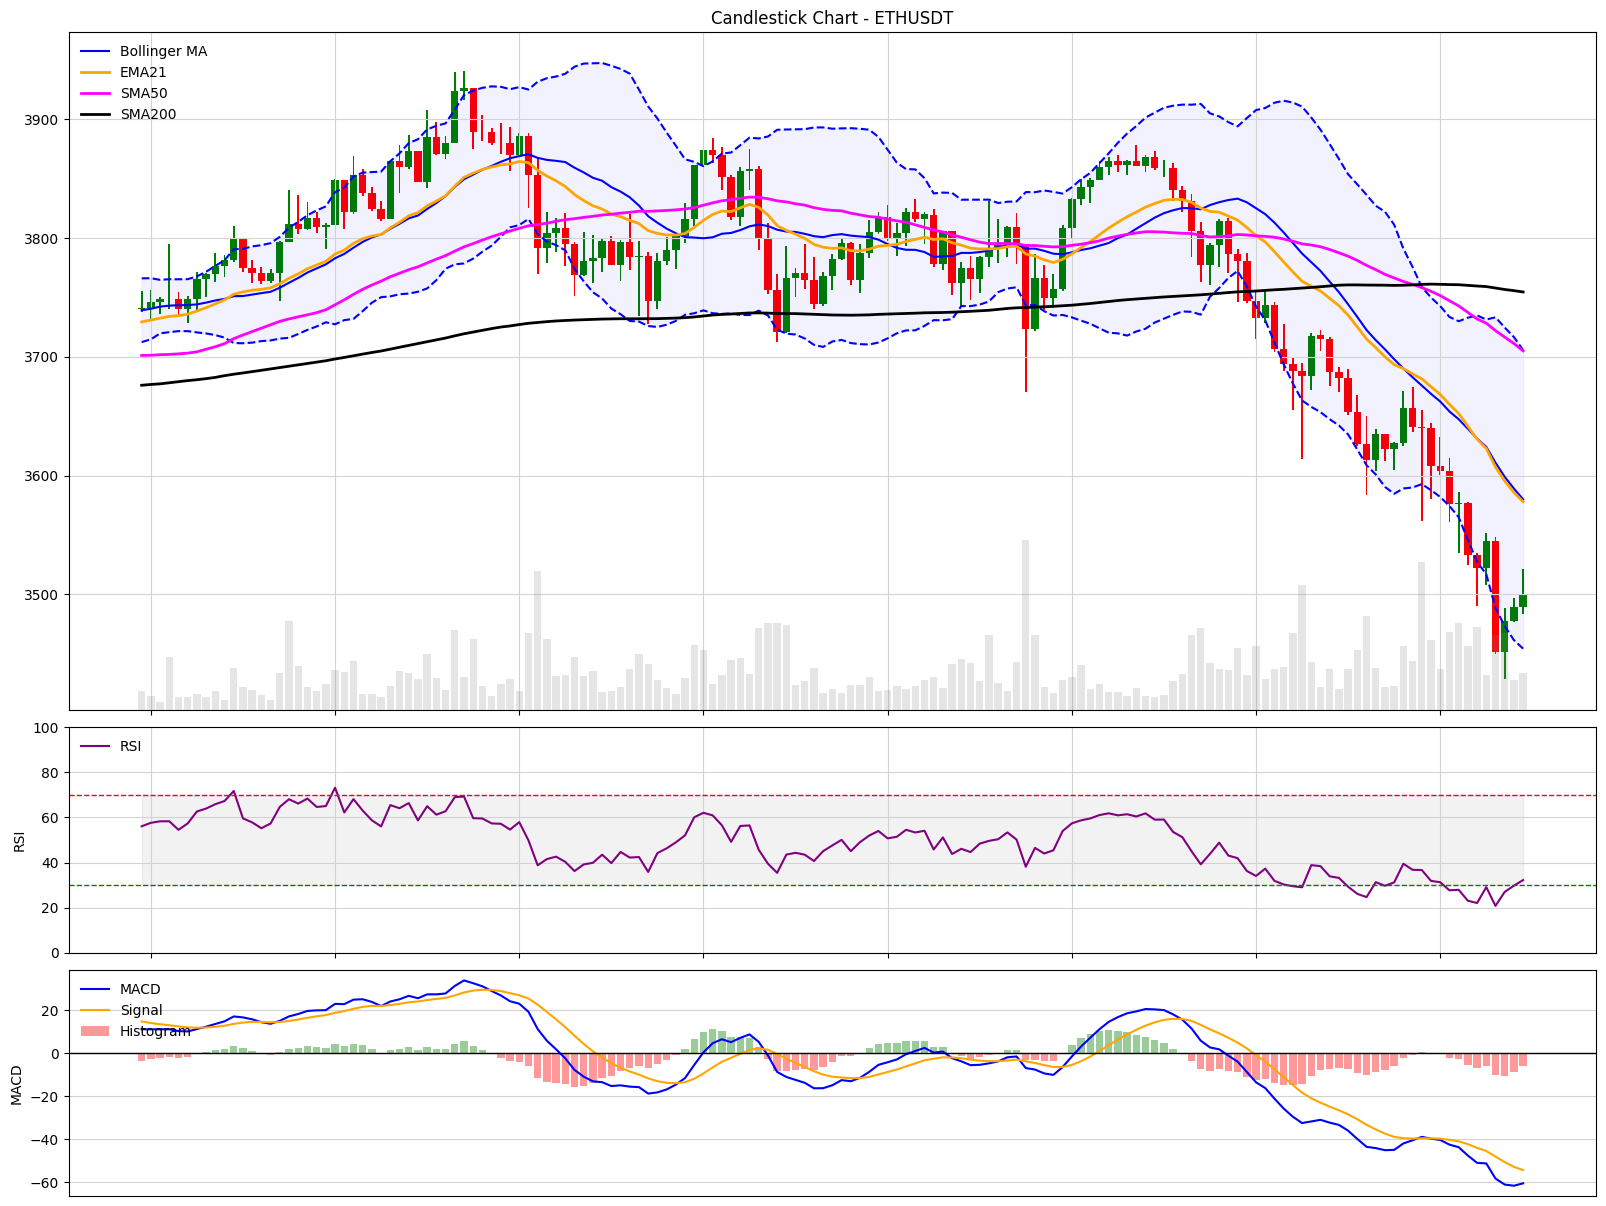 Candlestick Chart - ETHUSDT
Bollinger MA
EMA21
SMA50
SMA200
3900
3800
3700
3600
3500
RSI
100
80
60
40
20
0
RSI
MACD
Signal
Histogram
20
0
−20
−40
−60
MACD